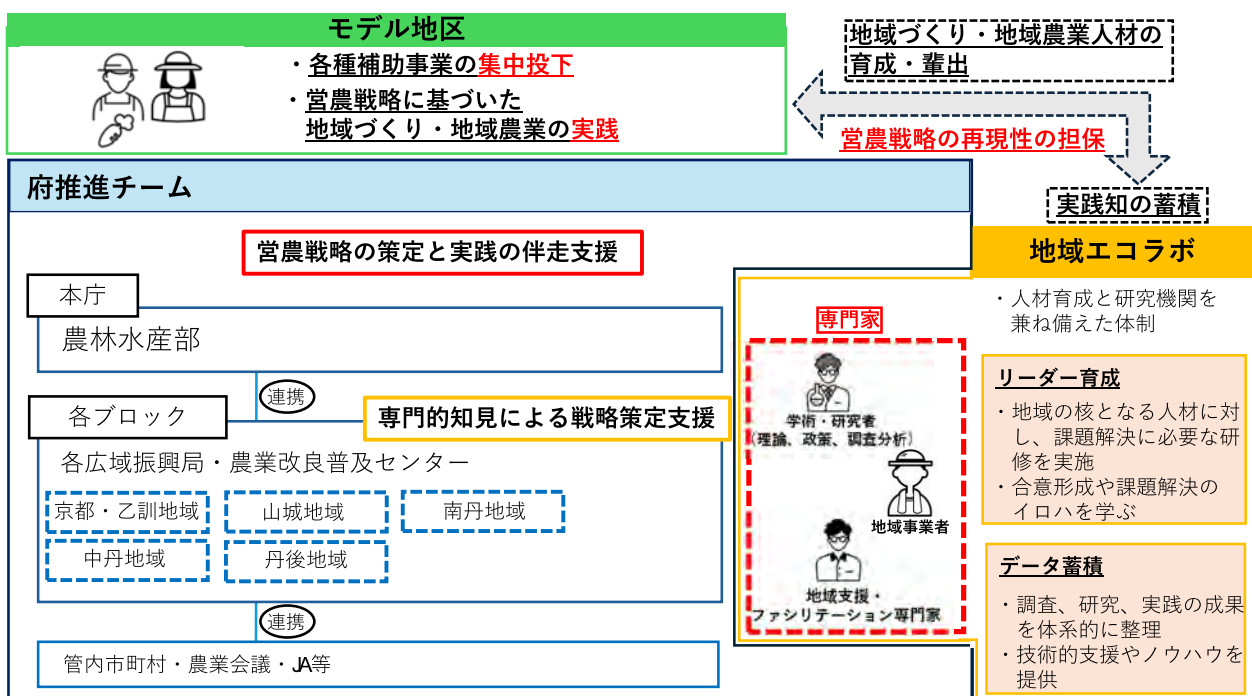 モデル地区
・各種補助事業の集中投下
・営農戦略に基づいた
地域づくり・地域農業の実践
地域づくり・地域農業人材の
育成・輩出
営農戦略の再現性の担保
実践知の蓄積
府推進チーム
営農戦略の策定と実践の伴走支援
本庁
農林水産部
連携
各ブロック
専門的知見による戦略策定支援
各広域振興局・農業改良普及センター
京都・乙訓地域
山城地域
南丹地域
中丹地域
丹後地域
連携
管内市町村・農業会議・JA等
専門家
学術・研究者
(理論、政策、調査分析)
地域事業者
地域支援・
ファシリテーション専門家
地域エコラボ
・人材育成と研究機関を
兼ね備えた体制
リーダー育成
・地域の核となる人材に対
し、課題解決に必要な研
修を実施
・合意形成や課題解決の
イロハを学ぶ
データ蓄積
・調査、研究、実践の成果
を体系的に整理
・技術的支援やノウハウを
提供